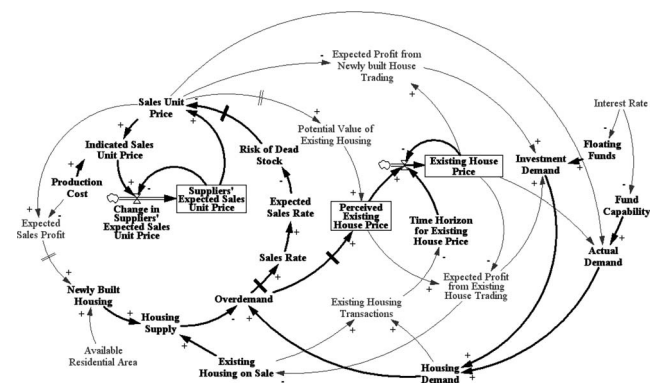 Expected Profit from
Newly built House
Trading
Sales Unit
Price
Interest Rate
Indicated Sales
Unit Price
Risk of Dead
Stock
Potential Value of
Existing Housing
Existing House
Price
Investment
Demand
Floating
Funds
Production
Cost
Suppliers'
Expected Sales
Unit Price
Change in
Suppliers'
Expected Sales
Unit Price
Expected
Sales Rate
Perceived
Existing
House Price
Time Horizon
for Existing
House Price
Fund
Capability
Expected
Sales Profit
Sales Rate
Actual
Demand
Newly Built
Housing
Overdemand
Expected Profit
from Existing
House Trading
Housing
Supply
Existing Housing
Transactions
Available
Residential Area
Existing
Housing on Sale
Housing
Demand